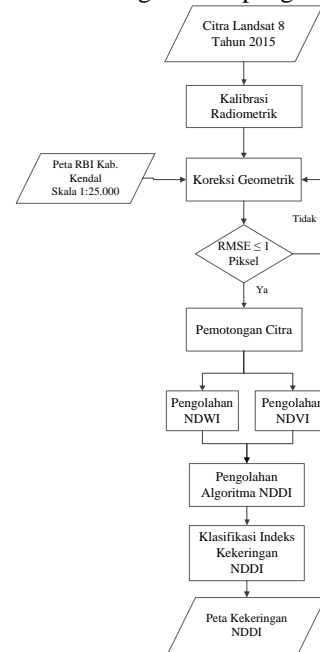 Citra Landsat 8
Tahun 2015
Kalibrasi
Radiometrik
Peta RBI Kab.
Kendal
Skala 1:25.000
Koreksi Geometrik
Tidak
RMSE ≤ 1
Piksel
Ya
Pemotongan Citra
Pengolahan
NDWI
Pengolahan
NDVI
Pengolahan
Algoritma NDDI
Klasifikasi Indeks
Kekeringan
NDDI
Peta Kekeringan
NDDI